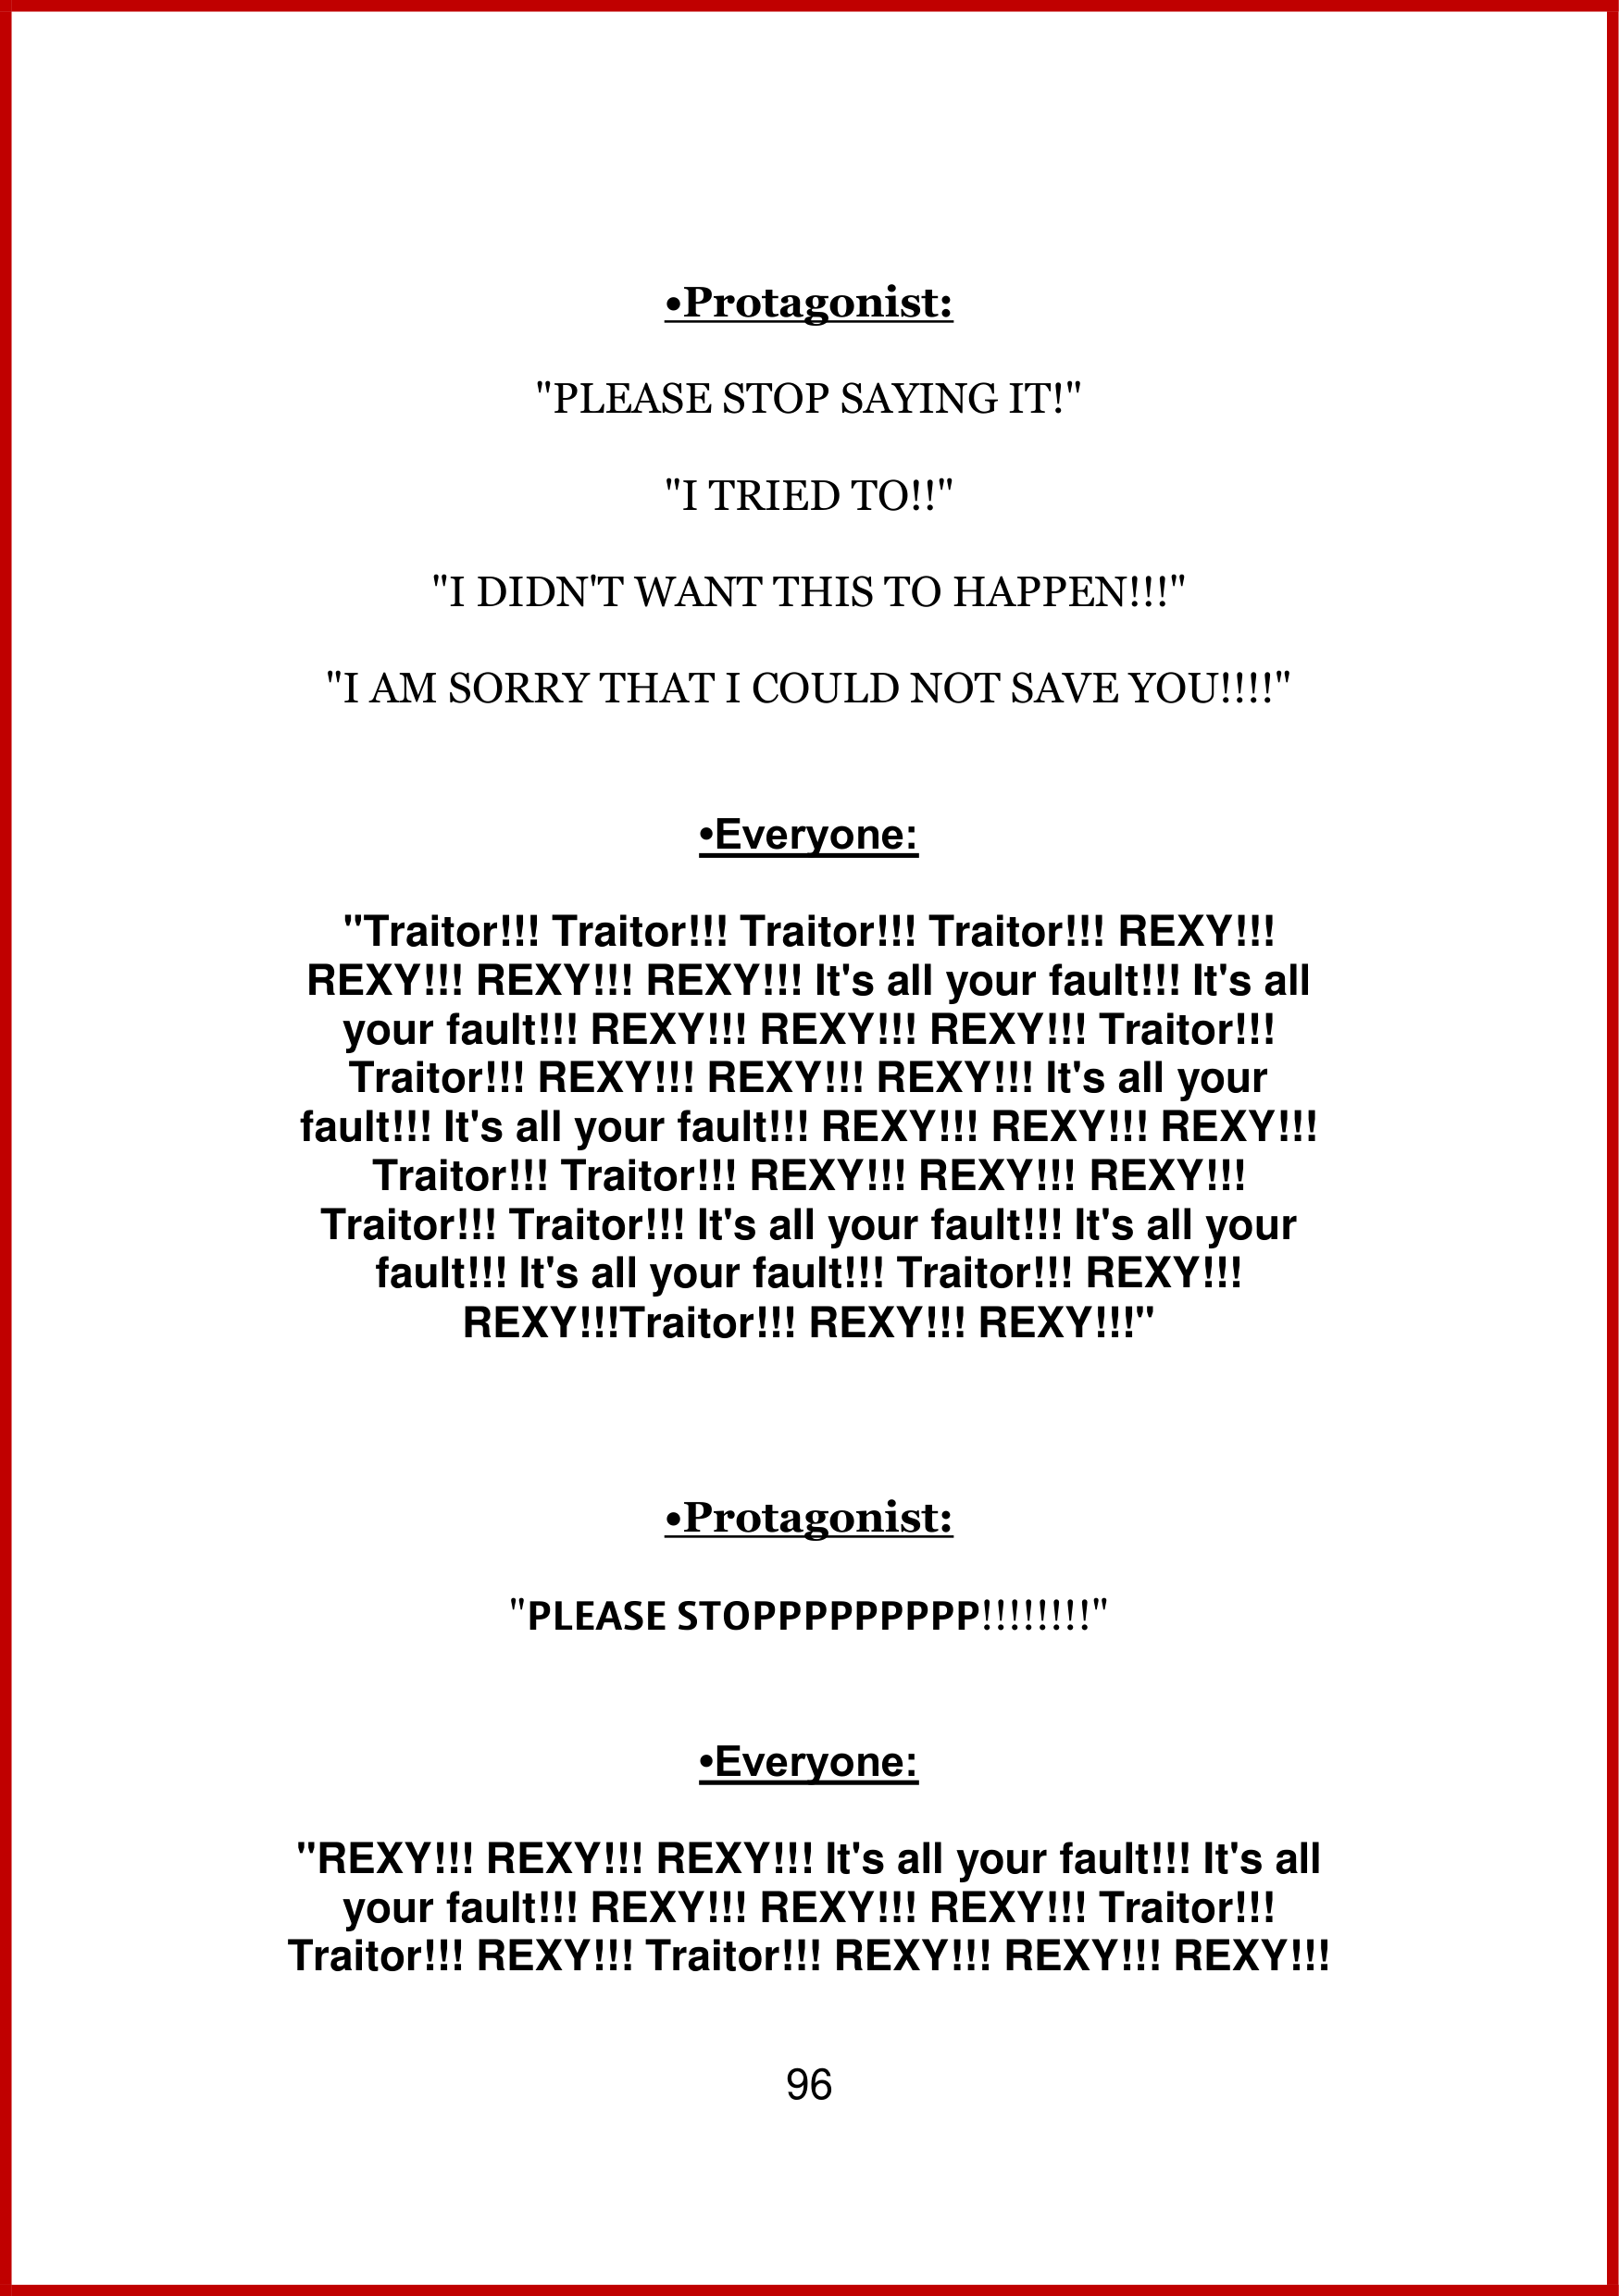 •Protagonist:
"PLEASE STOP SAYING IT!"
"I TRIED TO!!"
"I DIDN'T WANT THIS TO HAPPEN!!!"
"I AM SORRY THAT I COULD NOT SAVE YOU!!!!"
•Everyone:
"Traitor!!! Traitor!!! Traitor!!! Traitor!!! REXY!!!
REXY!!! REXY!!! REXY!!! It's all your fault!!! It's all
your fault!!! REXY!!! REXY!!! REXY!!! Traitor!!!
Traitor!!! REXY!!! REXY!!! REXY!!! It's all your
fault!!! It's all your fault!!! REXY!!! REXY!!! REXY!!!
Traitor!!! Traitor!!! REXY!!! REXY!!! REXY!!!
Traitor!!! Traitor!!! It's all your fault!!! It's all your
fault!!! It's all your fault!!! Traitor!!! REXY!!!
REXY!!!Traitor!!! REXY!!! REXY!!!"
•Protagonist:
"PLEASE STOPPPPPPPPP!!!!!!!!"
•Everyone:
"REXY!!! REXY!!! REXY!!! It's all your fault!!! It's all
your fault!!! REXY!!! REXY!!! REXY!!! Traitor!!!
Traitor!!! REXY!!! Traitor!!! REXY!!! REXY!!! REXY!!!
96